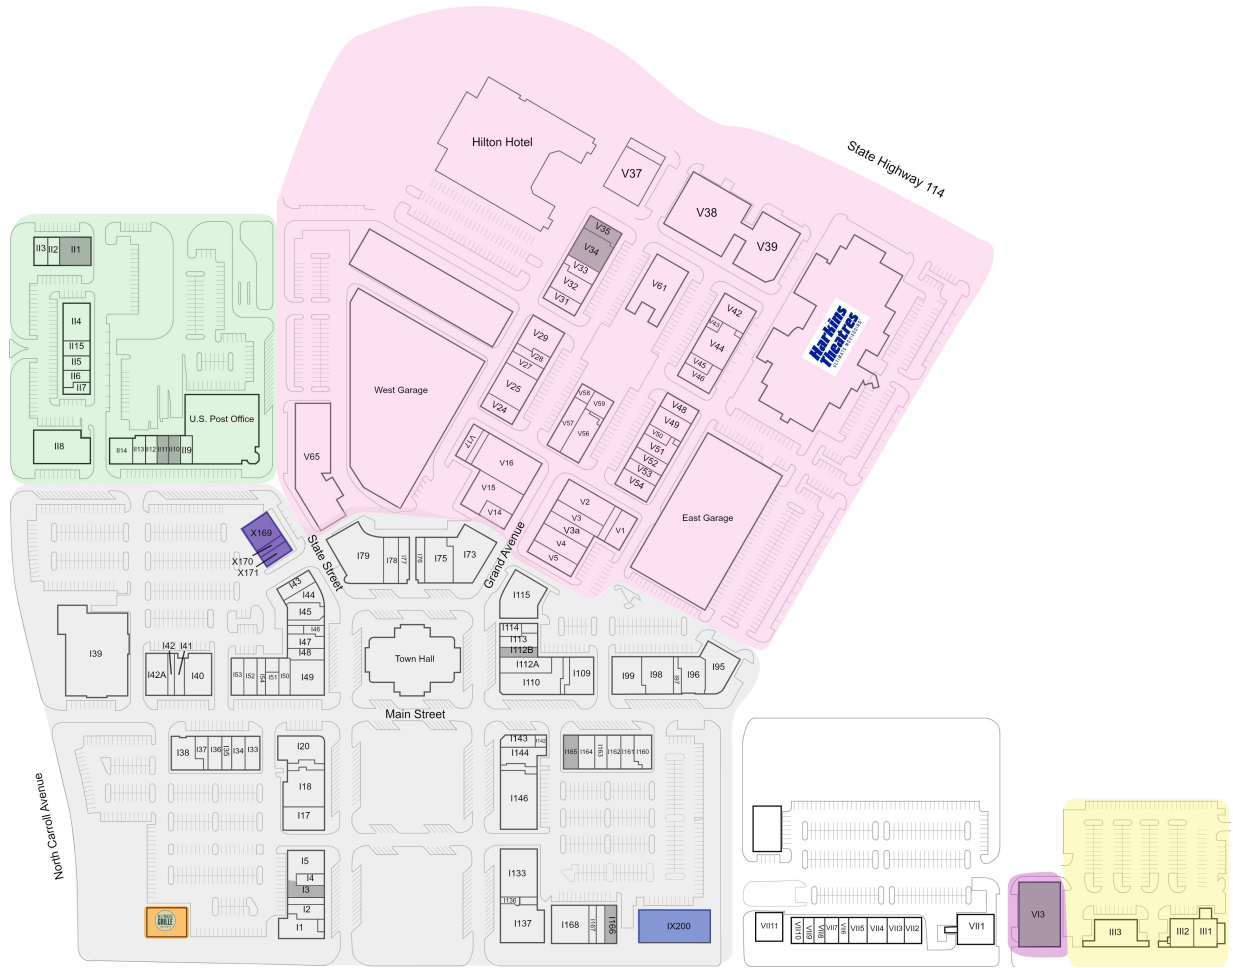 State Highway 114
Hilton Hotel
V37
V38
V39
V35
V34
V33
V32
V31
V61
V42
V43
V44
V45
V46
Harkins
Theatres
ULTIMATE MOVIEGOING
II3
II2
II1
II4
II15
II5
II6
II7
II8
U.S. Post Office
II14
II13
II12
II11
II10
II9
V29
V28
V27
V25
V24
West Garage
V65
V58
V59
V57
V56
V48
V49
V50
V51
V52
V53
V54
V17
V16
V15
V14
V2
V3
V3a
V4
V5
V1
East Garage
X169
X170
X171
State Street
Grand Avenue
I79
I78
I77
I76
I75
I73
I43
I44
I45
I46
I47
I48
I49
I50
I51
I54
I52
I53
I39
I42
I41
I42A
I40
Town Hall
I115
I114
I113
I112B
I112A
I110
I109
I99
I98
I97
I96
I95
Main Street
I38
I37
I36
I35
I34
I33
I20
I18
I17
I143
I142
I144
I146
I165
I164
I163
I162
I161
I160
North Carroll Avenue
I5
I4
I3
I2
I1
GRILLE
I133
I136
I137
I168
I167
I166
IX200
VII11
VII10
VII9
VII8
VII7
VII6
VII5
VII4
VII3
VII2
VII1
VI3
III3
III2
III1